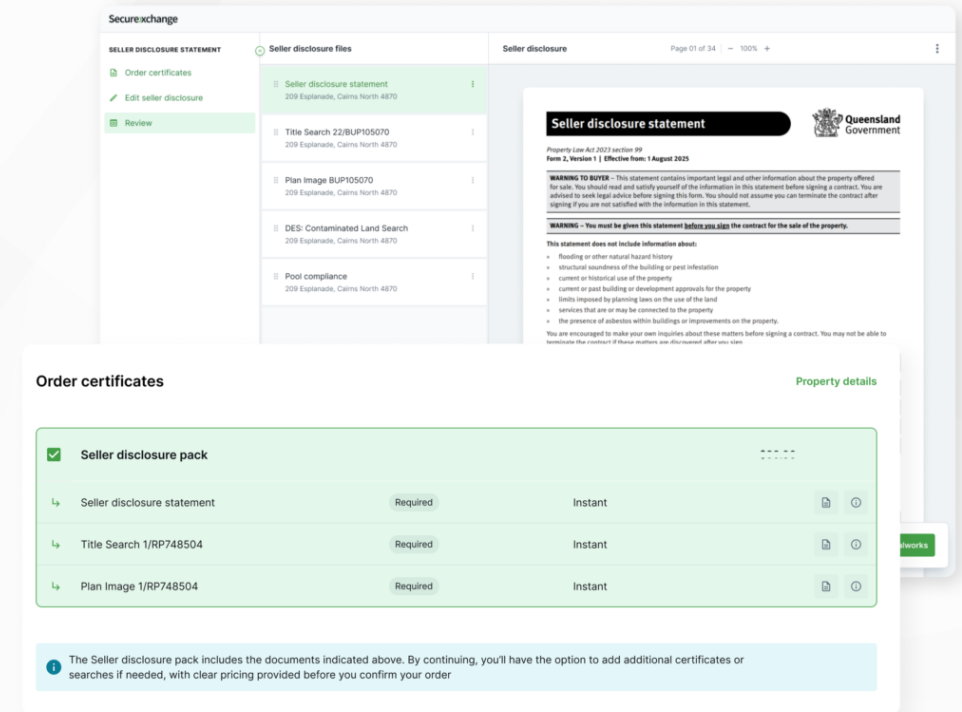 Securexchange
SELLER DISCLOSURE STATEMENT
Order certificates
Edit seller disclosure
Review
Seller disclosure files
Seller disclosure statement
209 Esplanade, Cairns North 4870
Title Search 22/BUP105070
209 Esplanade, Cairns North 4870
Plan Image BUP105070
209 Esplanade, Cairns North 4870
DES: Contaminated Land Search
209 Esplanade, Cairns North 4870
Pool compliance
209 Esplanade, Cairns North 4870
Seller disclosure
Page 01 of 34 | − 100% +
Seller disclosure statement
Queensland
Government
Property Law Act 2023 section 99
Form 2, Version 1 | Effective from: 1 August 2025
WARNING TO BUYER – This statement contains important legal and other information about the property offered
for sale. You should read and satisfy yourself of the information in this statement before signing a contract. You are
advised to seek legal advice before signing this form. You should not assume you can terminate the contract after
signing if you are not satisfied with the information in this statement.
WARNING – You must be given this statement before you sign the contract for the sale of the property.
This statement does not include information about:
flooding or other natural hazard history
structural soundness of the building or pest infestation
current or historical use of the property
current or past building or development approvals for the property
limits imposed by planning laws on the use of the land
services that are or may be connected to the property
the presence of asbestos within buildings or improvements on the property.
You are encouraged to make your own inquiries about these matters before signing a contract. You may not be able to
terminate the contract if these matters are discovered after you sign.
Order certificates
Property details
Seller disclosure pack
Seller disclosure statement Required Instant
Title Search 1/RP748504 Required Instant
Plan Image 1/RP748504 Required Instant
The Seller disclosure pack includes the documents indicated above. By continuing, you'll have the option to add additional certificates or
searches if needed, with clear pricing provided before you confirm your order